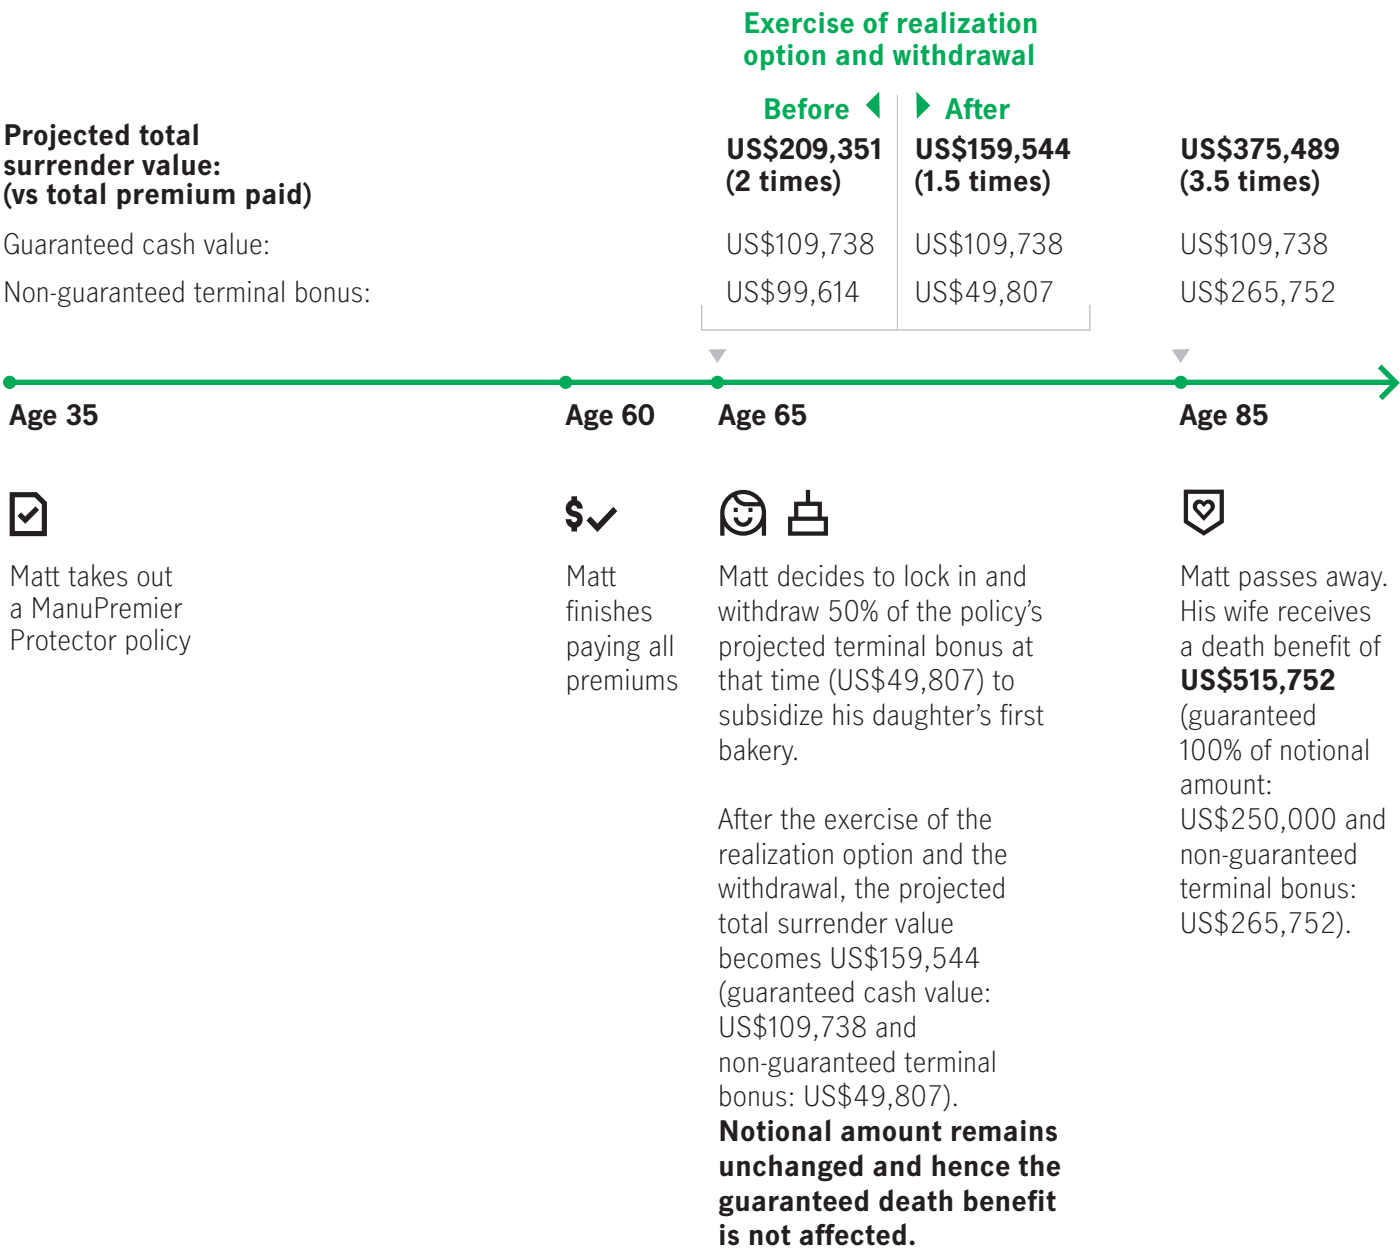 Exercise of realization
option and withdrawal
Before
After
Projected total
surrender value:
(vs total premium paid)
US$209,351
(2 times)
US$159,544
(1.5 times)
US$375,489
(3.5 times)
Guaranteed cash value:
US$109,738
US$109,738
US$109,738
Non-guaranteed terminal bonus:
US$99,614
US$49,807
US$265,752
Age 35
Age 60
Age 65
Age 85
$
Matt takes out
a ManuPremier
Protector policy
Matt
finishes
paying all
premiums
Matt decides to lock in and
withdraw 50% of the policy’s
projected terminal bonus at
that time (US$49,807) to
subsidize his daughter’s first
bakery.
After the exercise of the
realization option and the
withdrawal, the projected
total surrender value
becomes US$159,544
(guaranteed cash value:
US$109,738 and
non-guaranteed terminal
bonus: US$49,807).
Notional amount remains
unchanged and hence the
guaranteed death benefit
is not affected.
Matt passes away.
His wife receives
a death benefit of
US$515,752
(guaranteed
100% of notional
amount:
US$250,000 and
non-guaranteed
terminal bonus:
US$265,752).